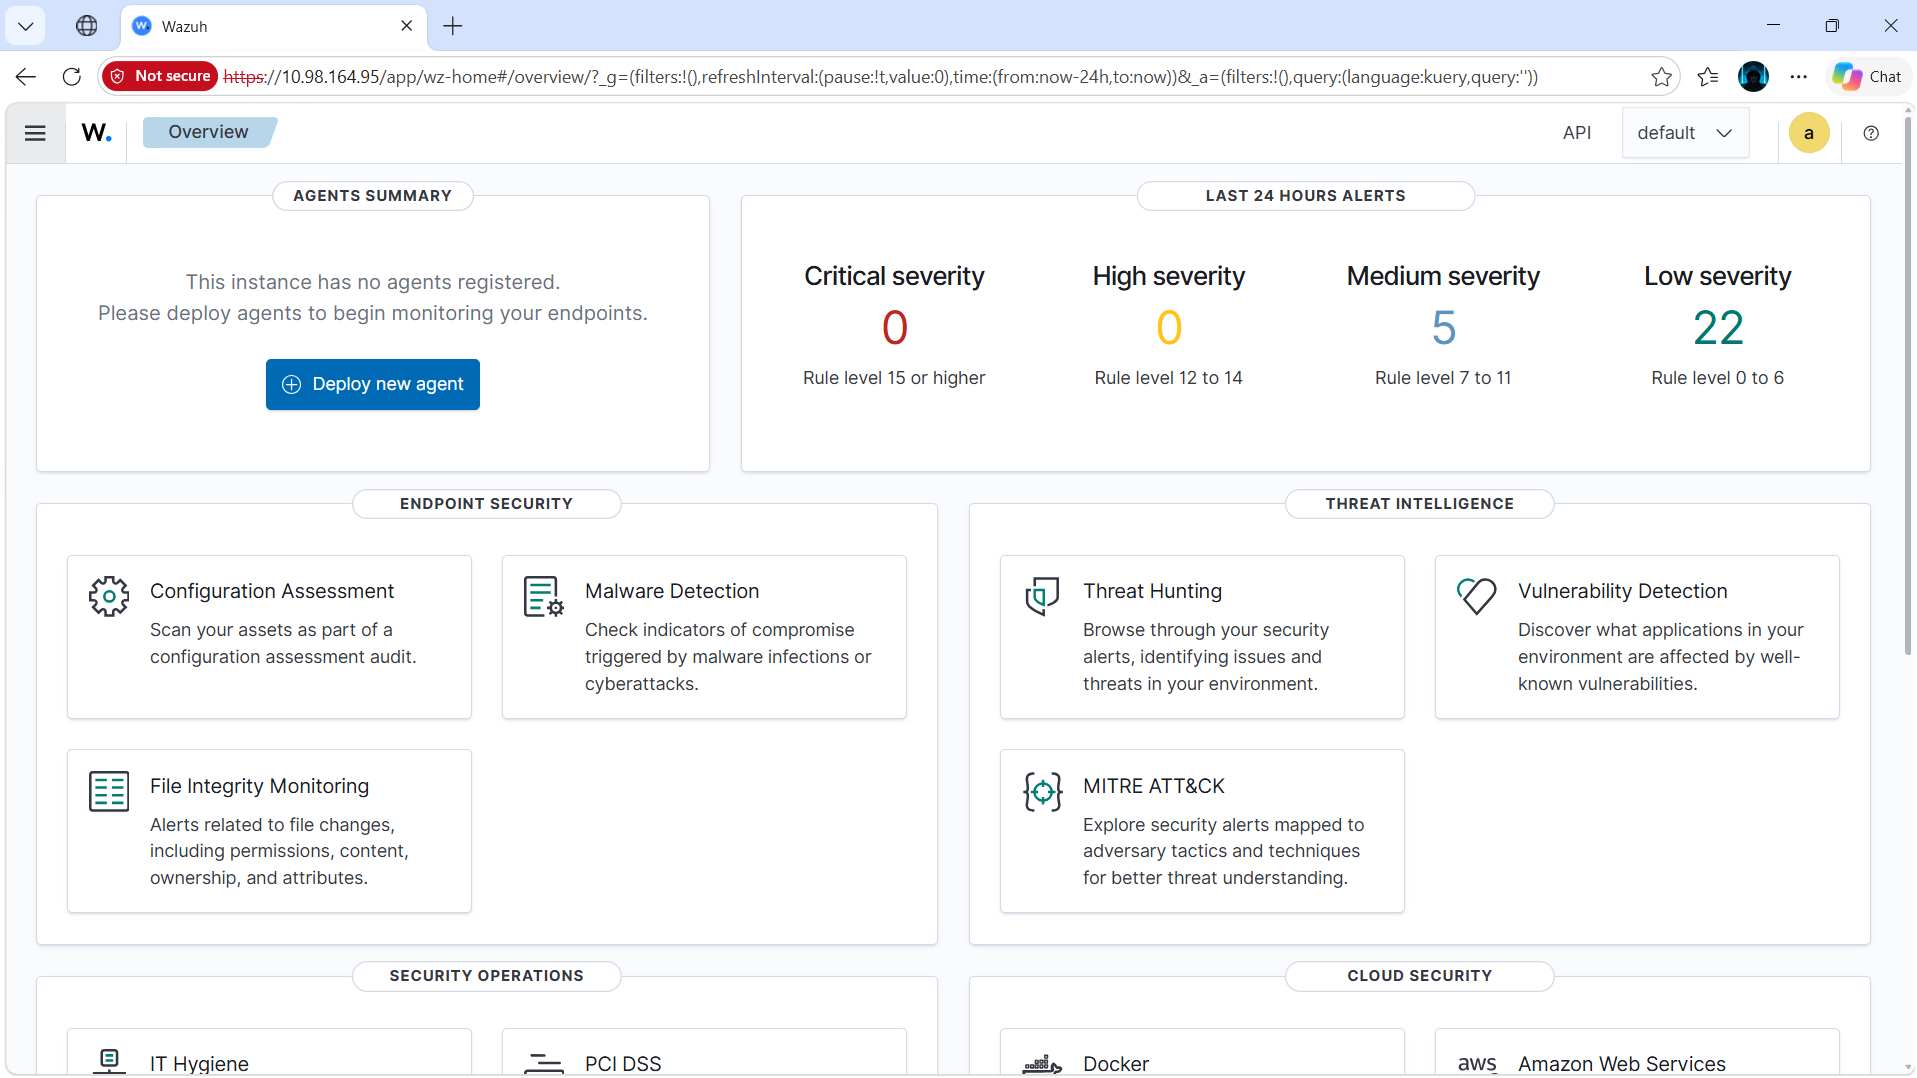 Wazuh
Not secure https://10.98.164.95/app/wz-home#/overview/?_g=(filters:!(),refreshInterval:(pause:!t,value:0),time:(from:now-24h,to:now))&_a=(filters:!(),query:(language:kuery,query:''))
Chat
W. Overview API default a
AGENTS SUMMARY
This instance has no agents registered.
Please deploy agents to begin monitoring your endpoints.
Deploy new agent
LAST 24 HOURS ALERTS
Critical severity
0
Rule level 15 or higher
High severity
0
Rule level 12 to 14
Medium severity
5
Rule level 7 to 11
Low severity
22
Rule level 0 to 6
ENDPOINT SECURITY
Configuration Assessment
Scan your assets as part of a
configuration assessment audit.
Malware Detection
Check indicators of compromise
triggered by malware infections or
cyberattacks.
File Integrity Monitoring
Alerts related to file changes,
including permissions, content,
ownership, and attributes.
THREAT INTELLIGENCE
Threat Hunting
Browse through your security
alerts, identifying issues and
threats in your environment.
Vulnerability Detection
Discover what applications in your
environment are affected by well-
known vulnerabilities.
MITRE ATT&CK
Explore security alerts mapped to
adversary tactics and techniques
for better threat understanding.
SECURITY OPERATIONS
IT Hygiene
PCI DSS
CLOUD SECURITY
Docker
aws Amazon Web Services